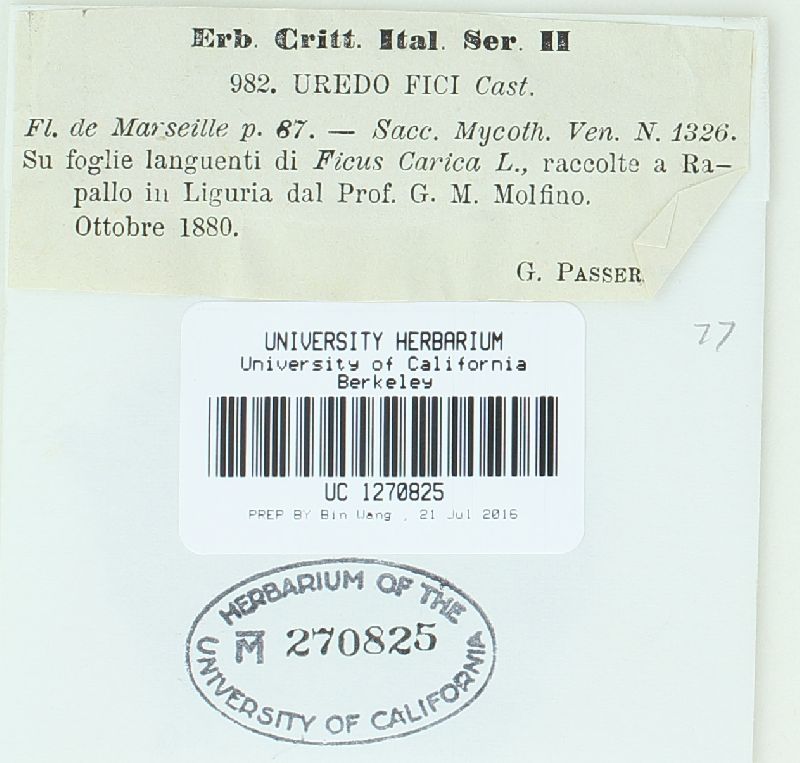 Erb. Critt. Ital. Ser. II
982. UREDO FICI Cast.
Fl. de Marseille p. 87. — Sacc. Mycoth. Ven. N. 1326.
Su foglie languenti di Ficus Carica L., raccolte a Ra-
pallo in Liguria dal Prof. G. M. Molfino.
Ottobre 1880.
G. PASSER
77
UNIVERSITY HERBARIUM
University of California
Berkeley
UC 1270825
PREP BY Bin Wang , 21 Jul 2016
HERBARIUM OF THE
M 270825
UNIVERSITY OF CALIFORNIA